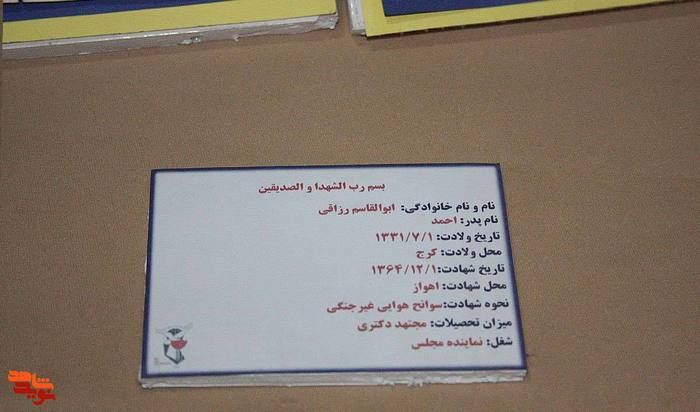 بسم رب الشهدا و الصدیقین
نام و نام خانوادگی: ابوالقاسم رزاقی
نام پدر: احمد
تاریخ ولادت: ۱۳۳۱/۷/۱
محل ولادت: کرج
تاریخ شهادت: ۱۳۶۴/۱۲/۱
محل شهادت: اهواز
نحوه شهادت: سوانح هوایی غیرجنگی
میزان تحصیلات: مجتهد دکتری
شغل: نماینده مجلس
نوید شاهد